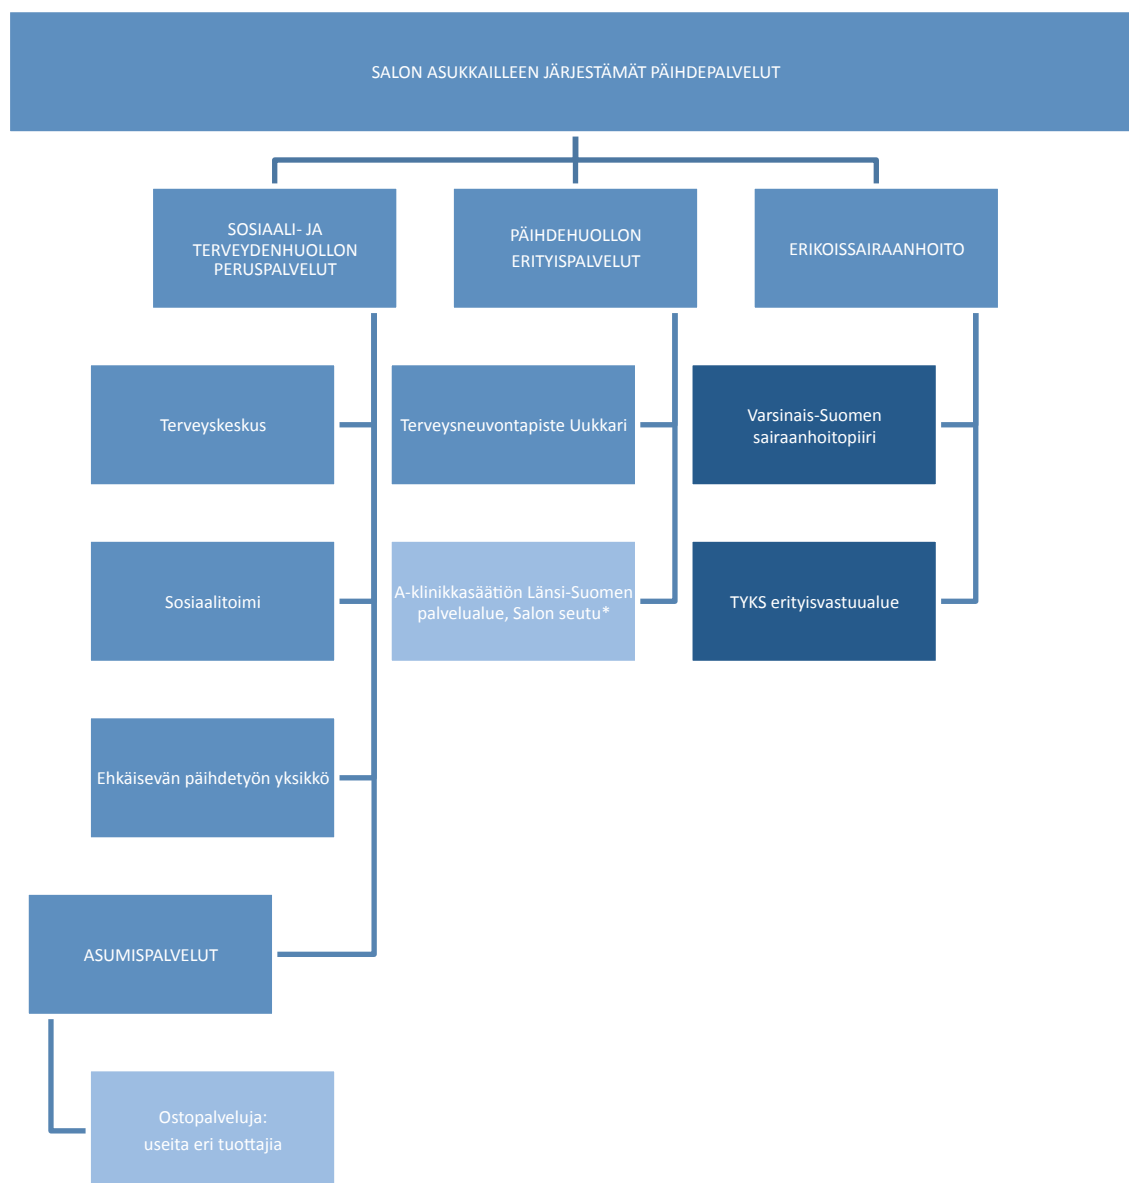 SALON ASUKKAILLEEN JÄRJESTÄMÄT PÄIHDEPALVELUT
SOSIAALI- JA
TERVEYDENHUOLLON
PERUSPALVELUT
PÄIHDEHUOLLON
ERITYISPALVELUT
ERIKOISSAIRAANHOITO
Terveyskeskus
Terveysneuvontapiste Uukkari
Varsinais-Suomen
sairaanhoitopiiri
Sosiaalitoimi
A-klinikkasäätiön Länsi-Suomen
palvelualue, Salon seutu*
TYKS erityisvastuualue
Ehkäisevän päihdetyön yksikkö
ASUMISPALVELUT
Ostopalveluja:
useita eri tuottajia